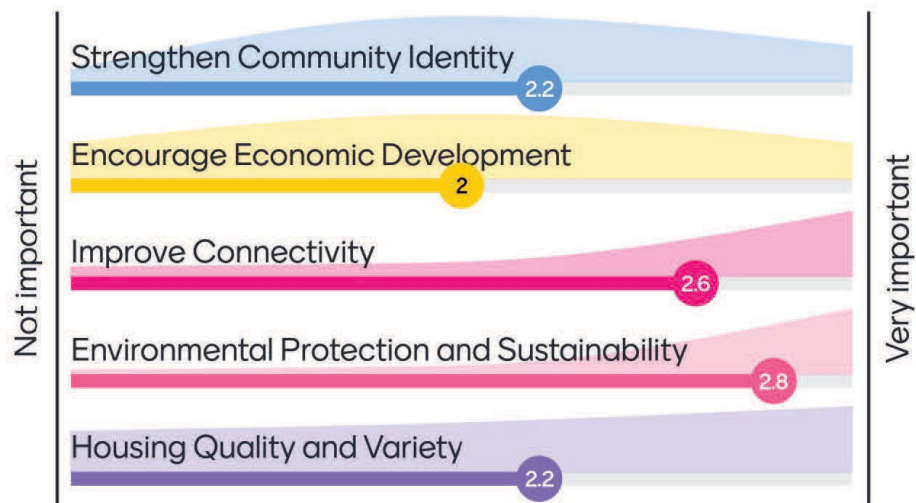 Not important
Strengthen Community Identity
2.2
Encourage Economic Development
2
Improve Connectivity
2.6
Environmental Protection and Sustainability
2.8
Housing Quality and Variety
2.2
Very important